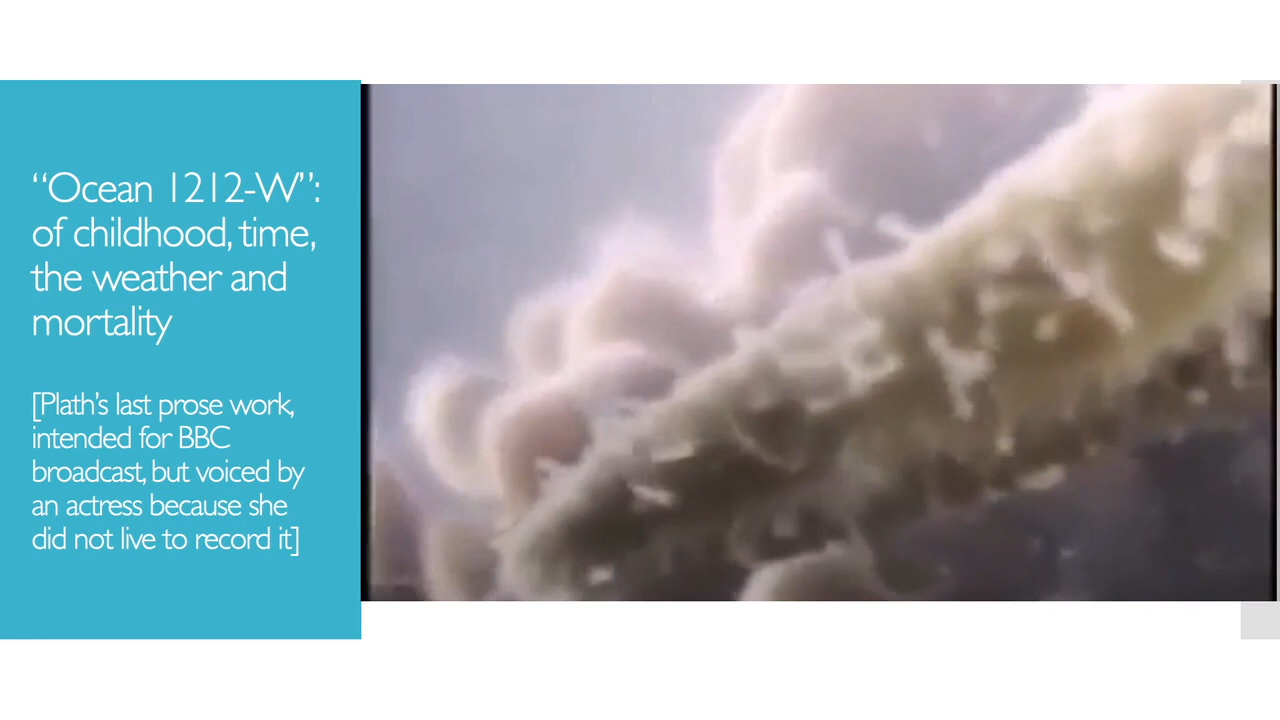 “Ocean 1212-W”:
of childhood, time,
the weather and
mortality
[Plath’s last prose work,
intended for BBC
broadcast, but voiced by
an actress because she
did not live to record it]